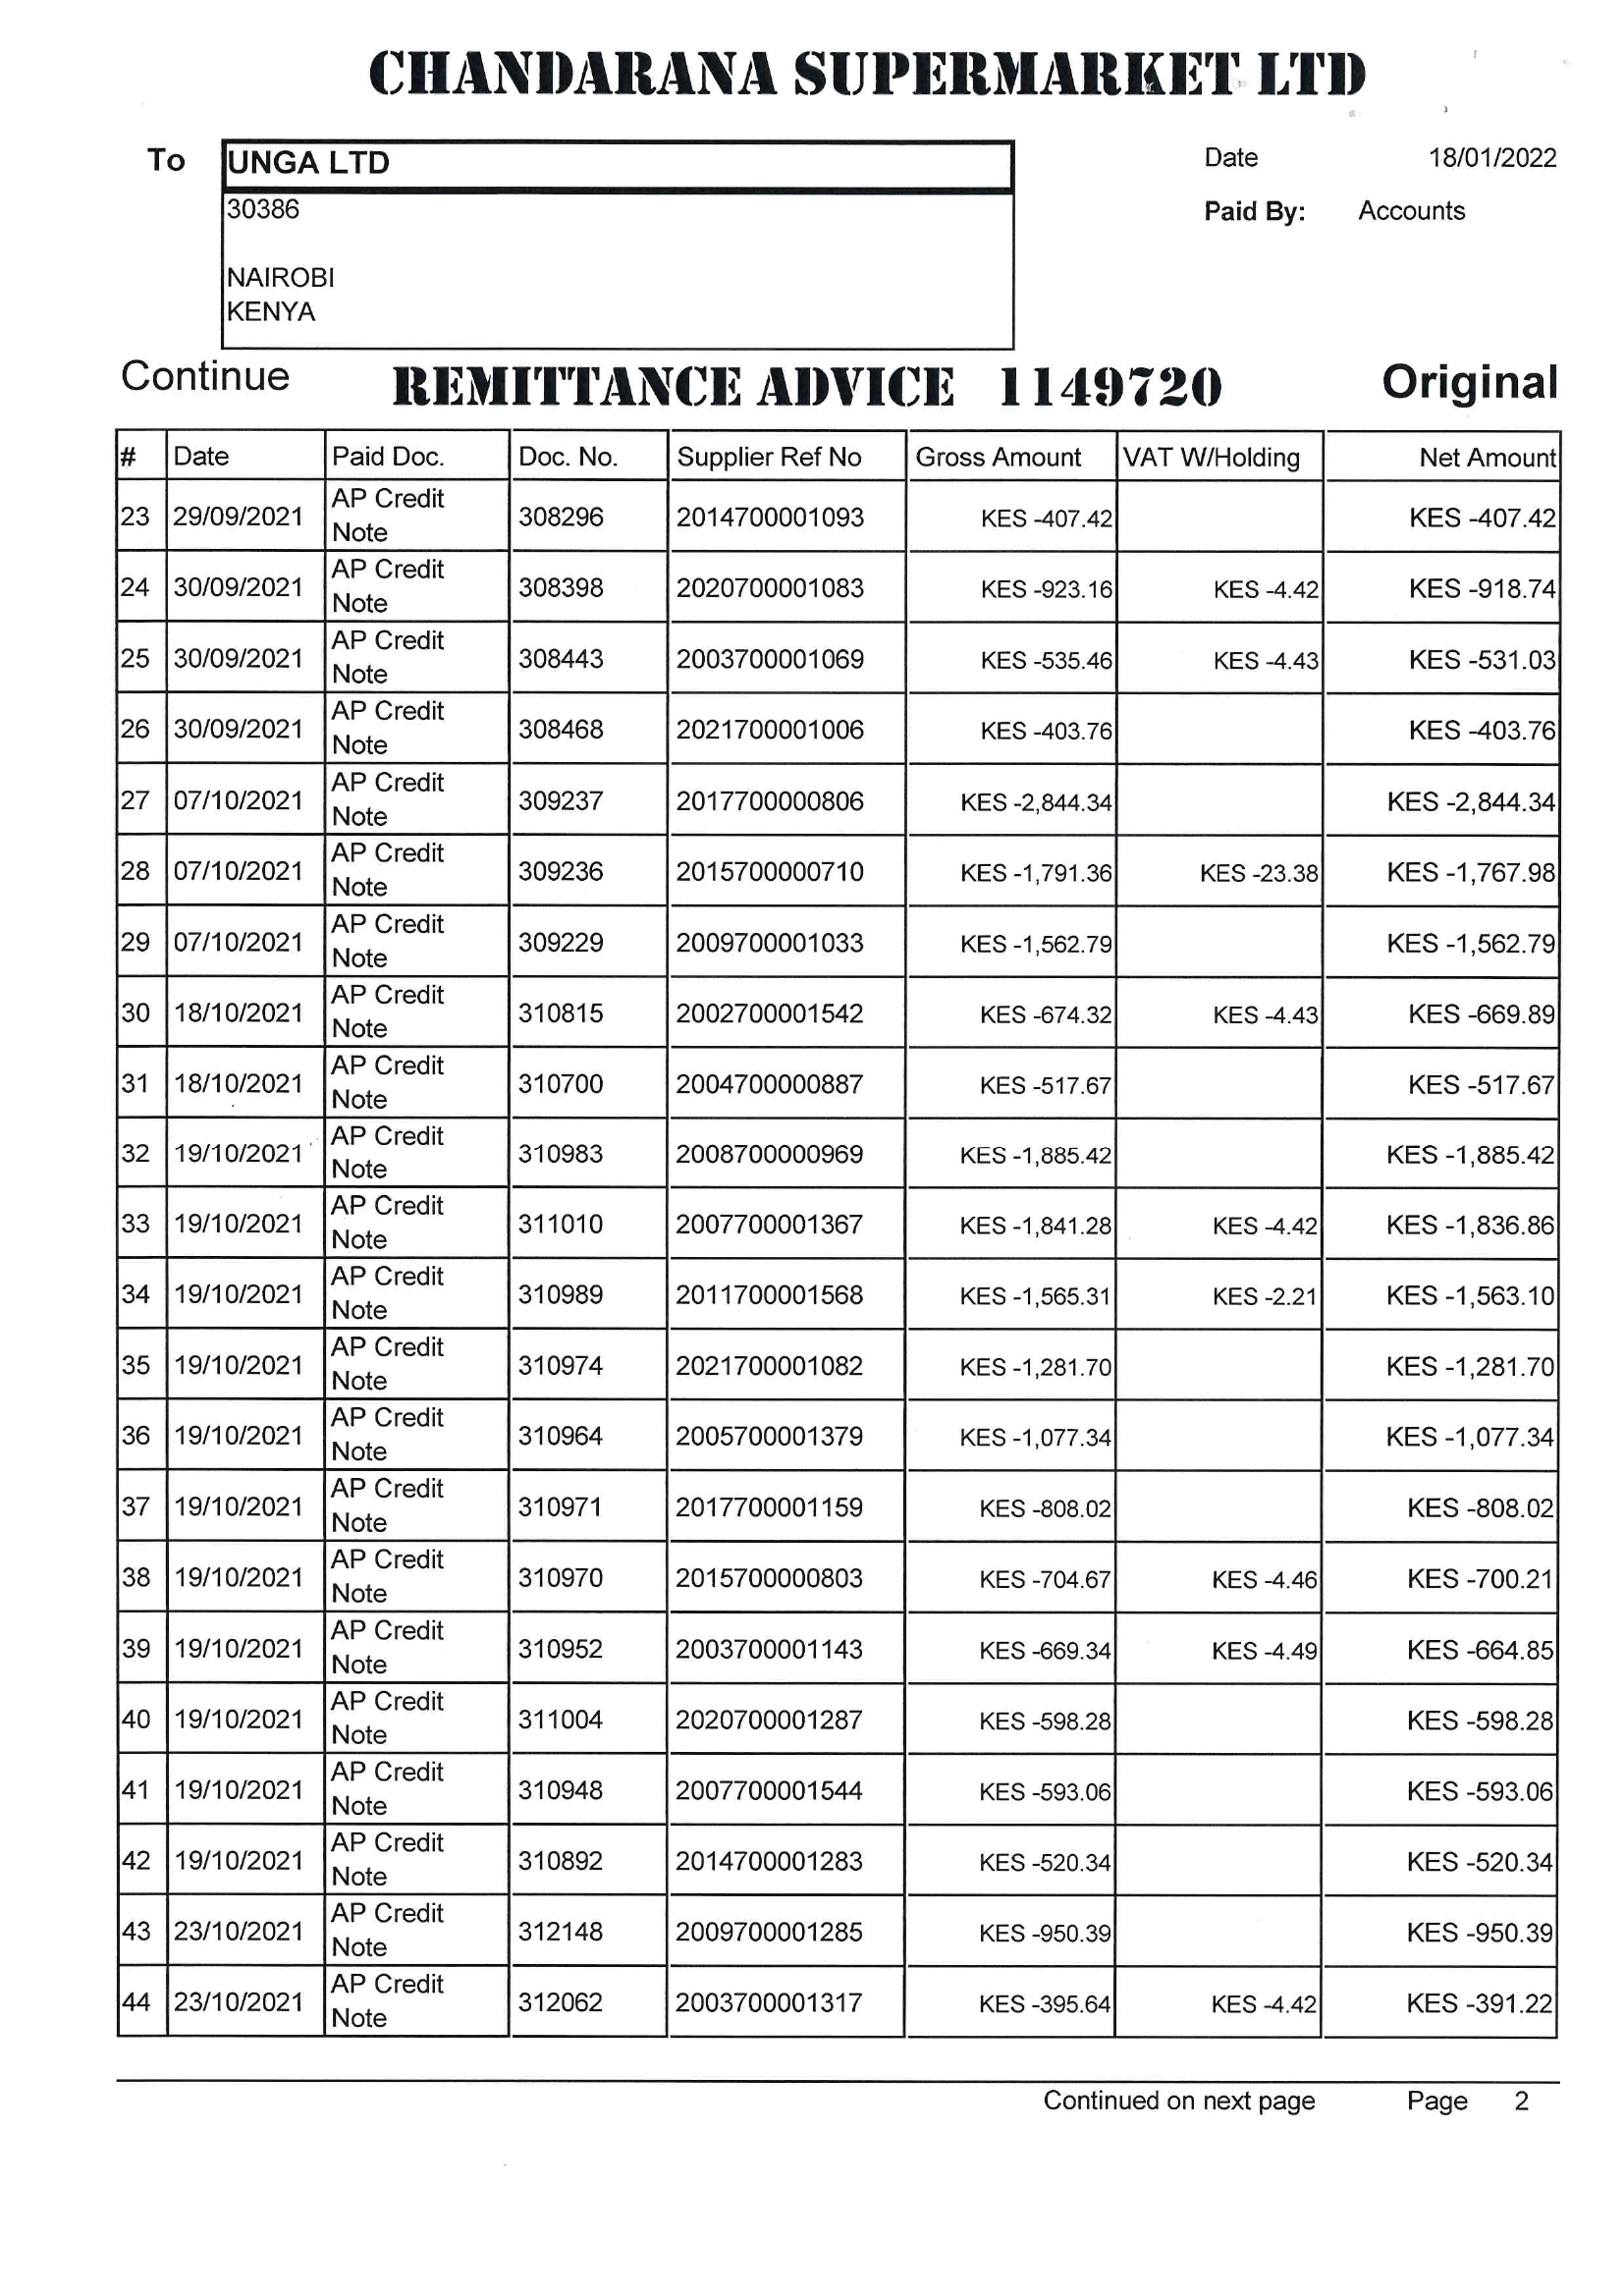 CHANDARANA SUPERMARKET LTD
To UNGA LTD Date 18/01/2022
30386 Paid By: Accounts
NAIROBI
KENYA
Continue REMITTANCE ADVICE 1149720 Original
# Date Paid Doc. Doc. No. Supplier Ref No Gross Amount VAT W/Holding Net Amount
23 29/09/2021 AP Credit Note 308296 2014700001093 KES -407.42 KES -407.42
24 30/09/2021 AP Credit Note 308398 2020700001083 KES -923.16 KES -4.42 KES -918.74
25 30/09/2021 AP Credit Note 308443 2003700001069 KES -535.46 KES -4.43 KES -531.03
26 30/09/2021 AP Credit Note 308468 2021700001006 KES -403.76 KES -403.76
27 07/10/2021 AP Credit Note 309237 2017700000806 KES -2,844.34 KES -2,844.34
28 07/10/2021 AP Credit Note 309236 2015700000710 KES -1,791.36 KES -23.38 KES -1,767.98
29 07/10/2021 AP Credit Note 309229 2009700001033 KES -1,562.79 KES -1,562.79
30 18/10/2021 AP Credit Note 310815 2002700001542 KES -674.32 KES -4.43 KES -669.89
31 18/10/2021 AP Credit Note 310700 2004700000887 KES -517.67 KES -517.67
32 19/10/2021 AP Credit Note 310983 2008700000969 KES -1,885.42 KES -1,885.42
33 19/10/2021 AP Credit Note 311010 2007700001367 KES -1,841.28 KES -4.42 KES -1,836.86
34 19/10/2021 AP Credit Note 310989 2011700001568 KES -1,565.31 KES -2.21 KES -1,563.10
35 19/10/2021 AP Credit Note 310974 2021700001082 KES -1,281.70 KES -1,281.70
36 19/10/2021 AP Credit Note 310964 2005700001379 KES -1,077.34 KES -1,077.34
37 19/10/2021 AP Credit Note 310971 2017700001159 KES -808.02 KES -808.02
38 19/10/2021 AP Credit Note 310970 2015700000803 KES -704.67 KES -4.46 KES -700.21
39 19/10/2021 AP Credit Note 310952 2003700001143 KES -669.34 KES -4.49 KES -664.85
40 19/10/2021 AP Credit Note 311004 2020700001287 KES -598.28 KES -598.28
41 19/10/2021 AP Credit Note 310948 2007700001544 KES -593.06 KES -593.06
42 19/10/2021 AP Credit Note 310892 2014700001283 KES -520.34 KES -520.34
43 23/10/2021 AP Credit Note 312148 2009700001285 KES -950.39 KES -950.39
44 23/10/2021 AP Credit Note 312062 2003700001317 KES -395.64 KES -4.42 KES -391.22
Continued on next page Page 2